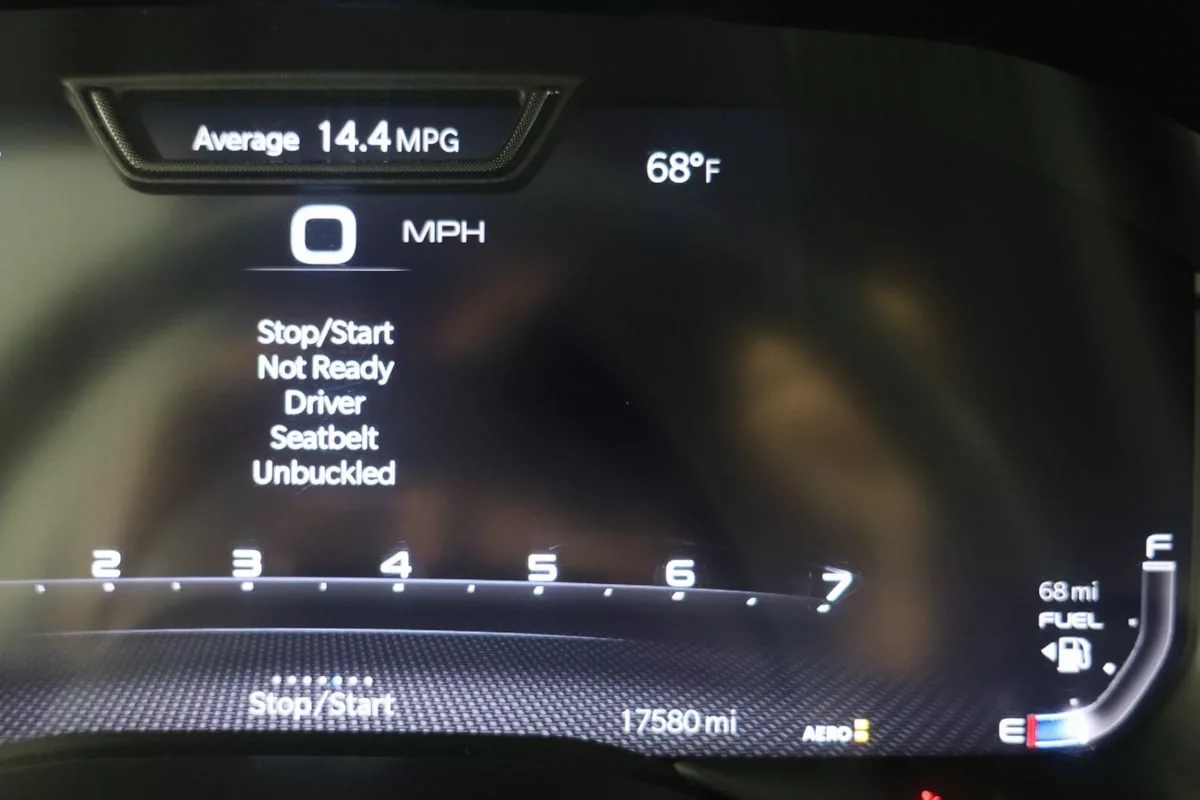 Average 14.4 MPG
68°F
0 MPH
Stop/Start
Not Ready
Driver
Seatbelt
Unbuckled
2 3 4 5 6 7
F
68 mi
FUEL
Stop/Start
17580 mi
AERO
E